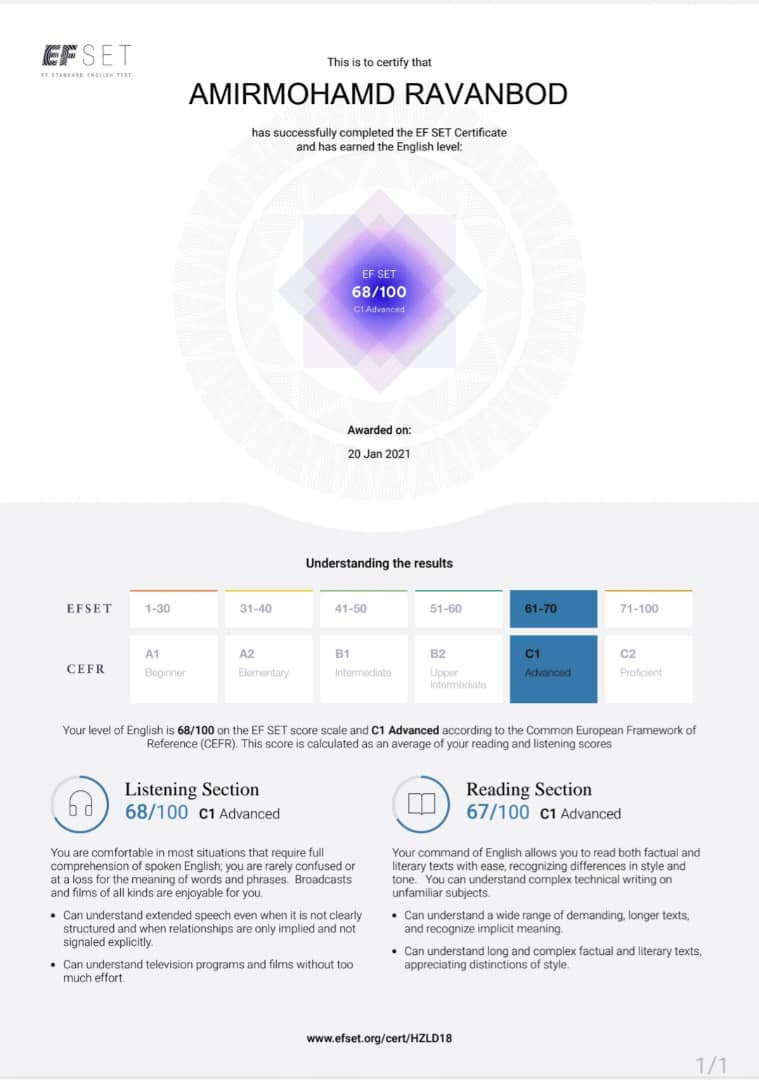 EFSET
EF STANDARD ENGLISH TEST
This is to certify that
AMIRMOHAMD RAVANBOD
has successfully completed the EF SET Certificate
and has earned the English level:
EF SET
68/100
C1 Advanced
Awarded on:
20 Jan 2021
Understanding the results
EFSET 1-30 31-40 41-50 51-60 61-70 71-100
CEFR
A1 A2 B1 B2 C1 C2
Beginner Elementary Intermediate Upper Advanced Proficient
Intermediate
Your level of English is 68/100 on the EF SET score scale and C1 Advanced according to the Common European Framework of
Reference (CEFR). This score is calculated as an average of your reading and listening scores
Listening Section
68/100 C1 Advanced
You are comfortable in most situations that require full
comprehension of spoken English; you are rarely confused or
at a loss for the meaning of words and phrases. Broadcasts
and films of all kinds are enjoyable for you.
• Can understand extended speech even when it is not clearly
structured and when relationships are only implied and not
signaled explicitly.
• Can understand television programs and films without too
much effort.
Reading Section
67/100 C1 Advanced
Your command of English allows you to read both factual and
literary texts with ease, recognizing differences in style and
tone. You can understand complex technical writing on
unfamiliar subjects.
• Can understand a wide range of demanding, longer texts,
and recognize implicit meaning.
• Can understand long and complex factual and literary texts,
appreciating distinctions of style.
www.efset.org/cert/HZLD18
1/1